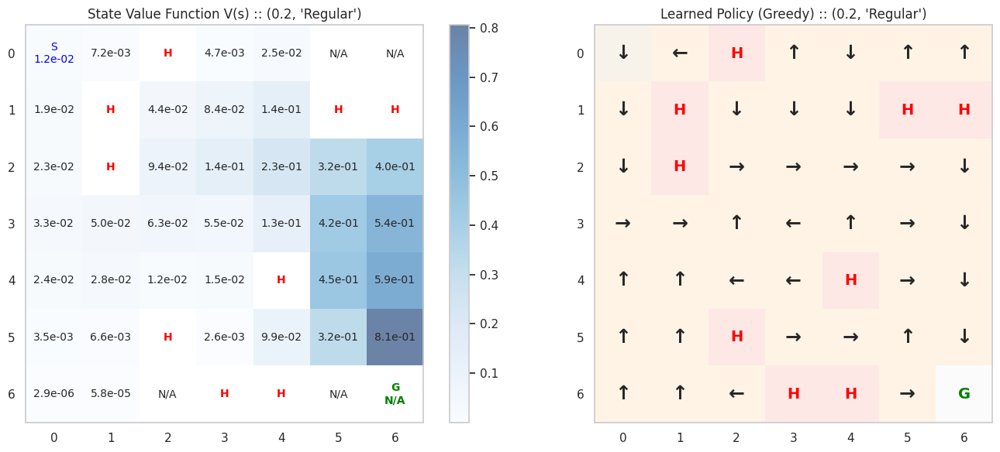 State Value Function V(s) :: (0.2, 'Regular')
0 S 7.2e-03 H 4.7e-03 2.5e-02 N/A N/A
1.2e-02
1 1.9e-02 H 4.4e-02 8.4e-02 1.4e-01 H H
2 2.3e-02 H 9.4e-02 1.4e-01 2.3e-01 3.2e-01 4.0e-01
3 3.3e-02 5.0e-02 6.3e-02 5.5e-02 1.3e-01 4.2e-01 5.4e-01
4 2.4e-02 2.8e-02 1.2e-02 1.5e-02 H 4.5e-01 5.9e-01
5 3.5e-03 6.6e-03 H 2.6e-03 9.9e-02 3.2e-01 8.1e-01
6 2.9e-06 5.8e-05 N/A H H N/A G
N/A
0 1 2 3 4 5 6
0.8
0.7
0.6
0.5
0.4
0.3
0.2
0.1
Learned Policy (Greedy) :: (0.2, 'Regular')
0 ↓ ← H ↑ ↓ ↑ ↑
1 ↓ H ↓ ↓ ↓ H H
2 ↓ H → → → → ↓
3 → → ↑ ← ↑ → ↓
4 ↑ ↑ ← ← H → ↓
5 ↑ ↑ H → → ↑ ↓
6 ↑ ↑ ← H H → G
0 1 2 3 4 5 6